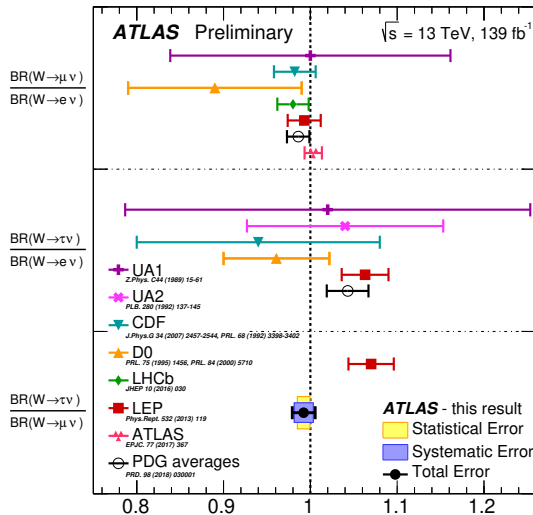 ATLAS Preliminary
√s = 13 TeV, 139 fb⁻¹
BR(W→μν)
BR(W→eν)
BR(W→τν)
BR(W→eν)
UA1
Z.Phys. C44 (1989) 15-61
UA2
PLB. 280 (1992) 137-145
CDF
J.Phys.G 34 (2007) 2457-2544, PRL. 68 (1992) 3398-3402
D0
PRL. 75 (1995) 1456, PRL. 84 (2000) 5710
LHCb
JHEP 10 (2016) 030
LEP
Phys.Rept. 532 (2013) 119
ATLAS
EPJC. 77 (2017) 367
PDG averages
PRD. 98 (2018) 030001
BR(W→τν)
BR(W→μν)
ATLAS - this result
Statistical Error
Systematic Error
Total Error
0.8 0.9 1 1.1 1.2